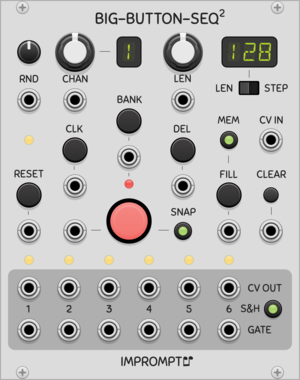 BIG-BUTTON-SEQ²
1
128
RND CHAN LEN
LEN STEP
BANK
MEM CV IN
CLK DEL
RESET FILL CLEAR
SNAP
CV OUT
1 2 3 4 5 6 S&H
GATE
IMPROMPT